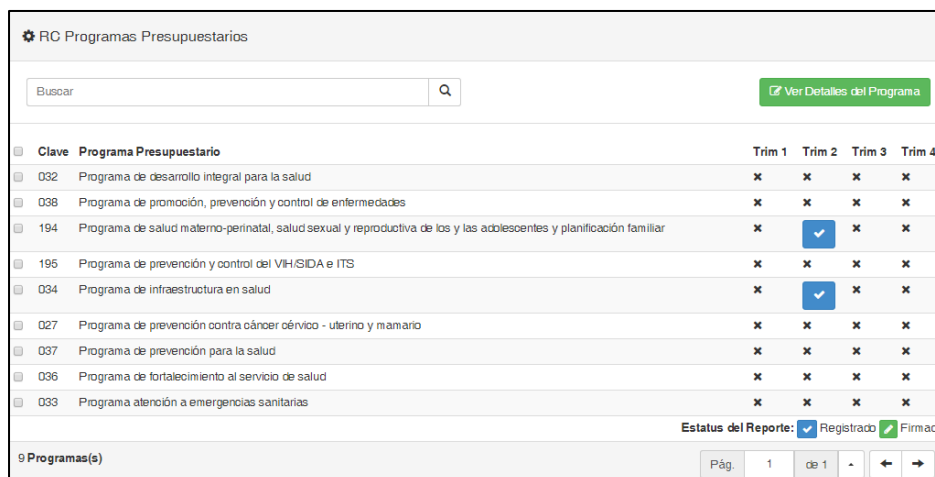 RC Programas Presupuestarios
Buscar
Ver Detalles del Programa
Clave Programa Presupuestario Trim 1 Trim 2 Trim 3 Trim 4
032 Programa de desarrollo integral para la salud
038 Programa de promoción, prevención y control de enfermedades
194 Programa de salud materno-perinatal, salud sexual y reproductiva de los y las adolescentes y planificación familiar
195 Programa de prevención y control del VIH/SIDA e ITS
034 Programa de infraestructura en salud
027 Programa de prevención contra cáncer cérvico - uterino y mamario
037 Programa de prevención para la salud
036 Programa de fortalecimiento al servicio de salud
033 Programa atención a emergencias sanitarias
Estatus del Reporte: Registrado Firmad
9 Programas(s)
Pág. 1 de 1